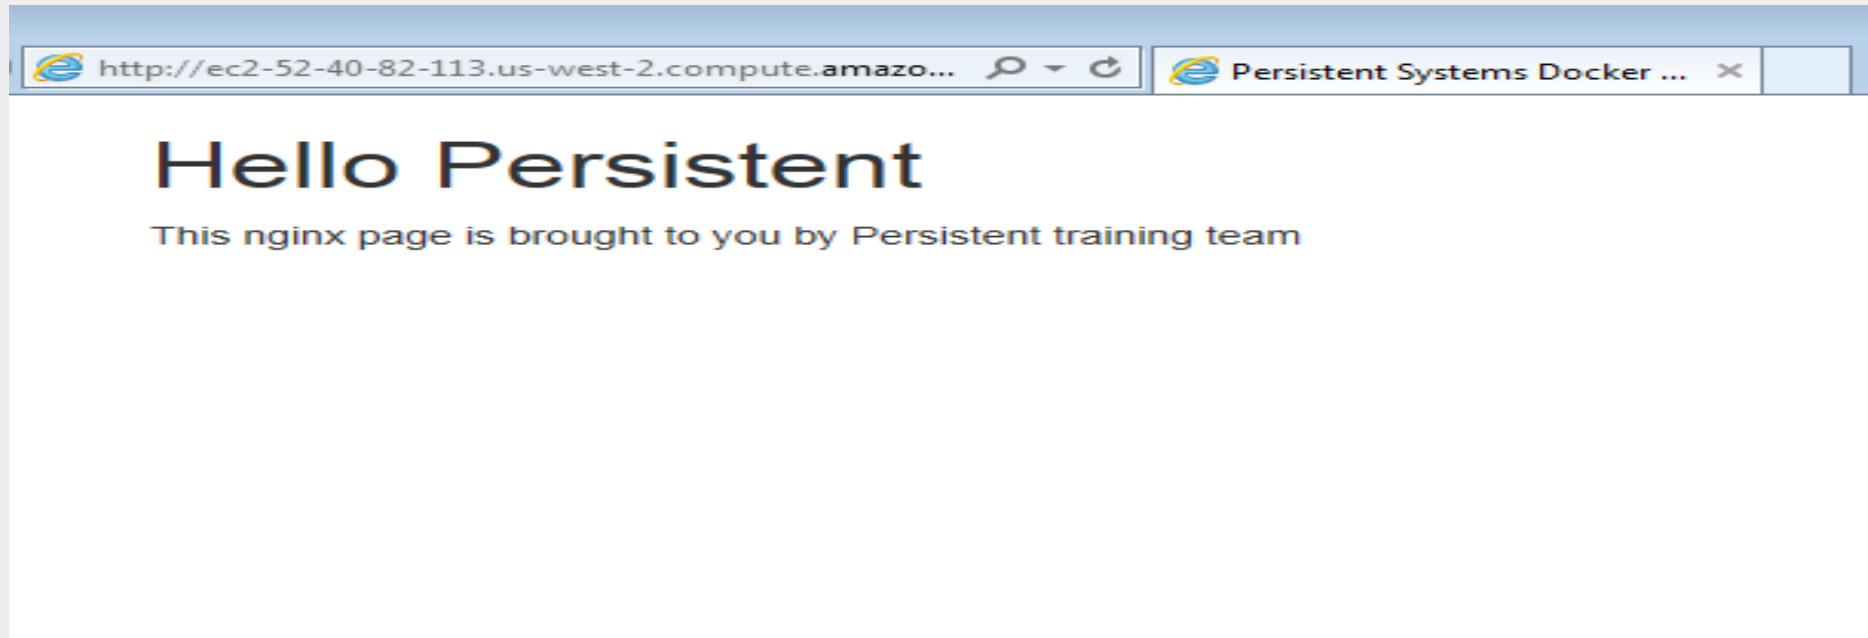 http://ec2-52-40-82-113.us-west-2.compute.amazo...
Persistent Systems Docker ...
Hello Persistent
This nginx page is brought to you by Persistent training team